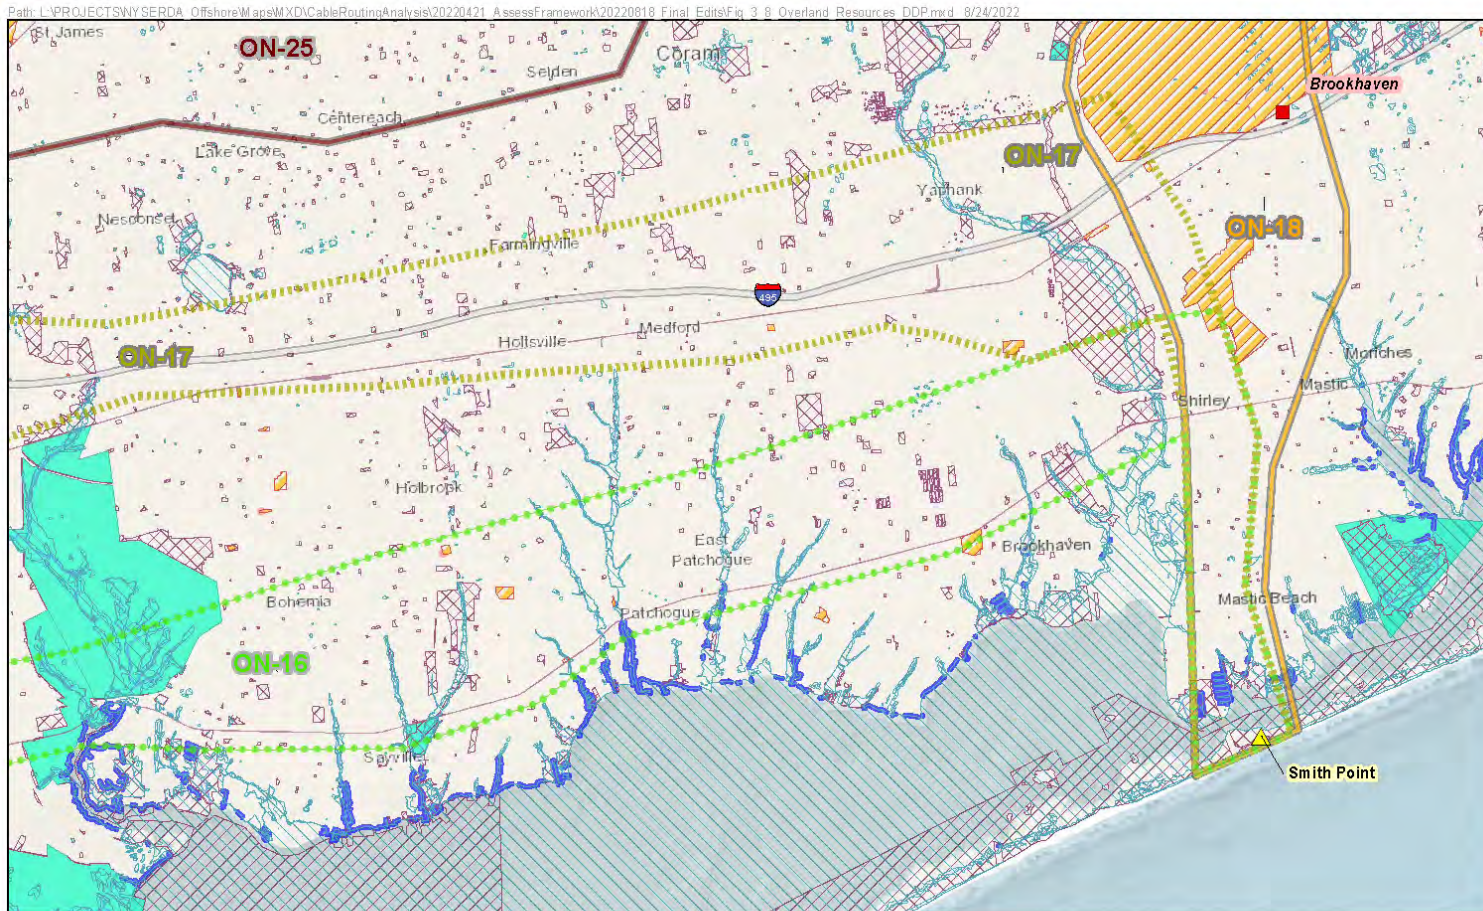 Path: L:\PROJECTS\NYSERDA_Offshore\Maps\MXD\CableRoutingAnalysis\20220421_AssessFramework\20220818_Final_Edits\Fig_3_8_Overland_Resources_DDP.mxd 8/24/2022
St. James
ON-25
Coram
Selden
Brookhaven
Centereach
Lake Grove
ON-17
Yaphank
Nesconset
ON-18
Farmingville
495
Medford
Holtsville
ON-17
Moriches
Mastic
Shirley
Holbrook
East
Patchogue
Brookhaven
Bohemia
Patchogue
Mastic Beach
ON-16
Sayville
Smith Point